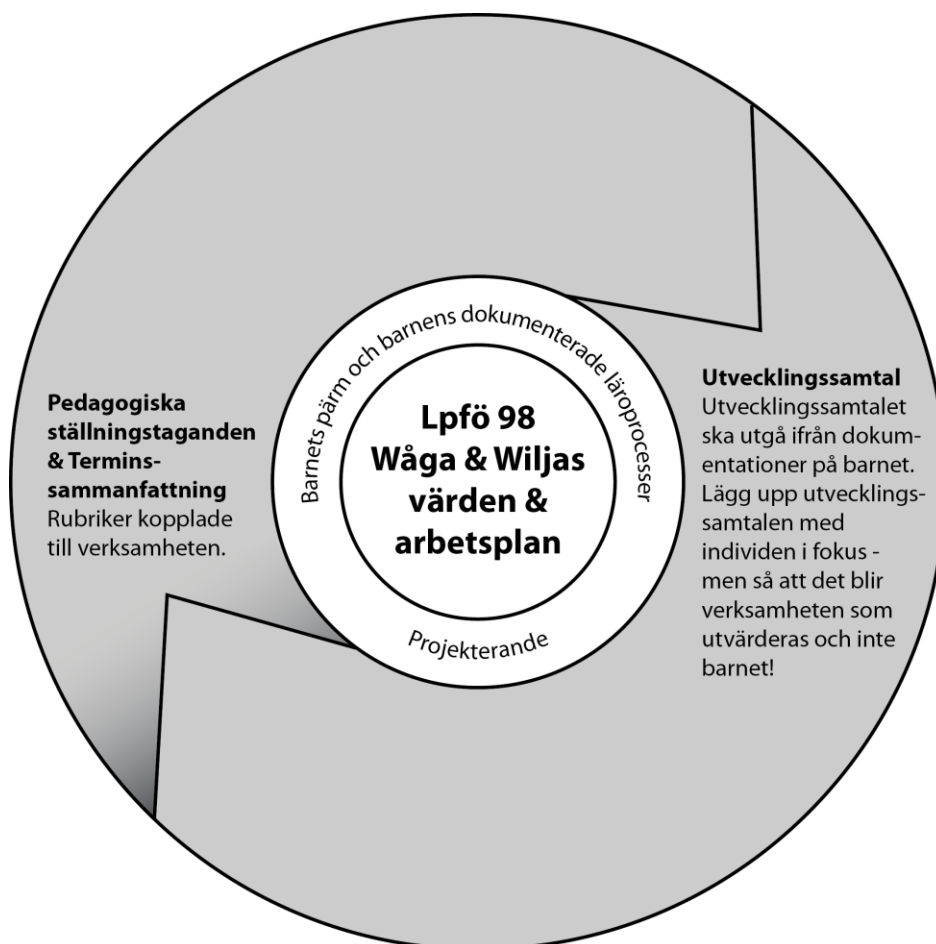 Barnets pärm och barnens dokumenterade läroprocesser
Lpfö 98
Wåga & Wiljas
värden &
arbetsplan
Projekterande
Pedagogiska
ställningstaganden
& Termins-
sammanfattning
Rubriker kopplade
till verksamheten.
Utvecklingssamtal
Utvecklingssamtalet
ska utgå ifrån dokum-
entationer på barnet.
Lägg upp utvecklings-
samtalen med
individen i fokus -
men så att det blir
verksamheten som
utvärderas och inte
barnet!